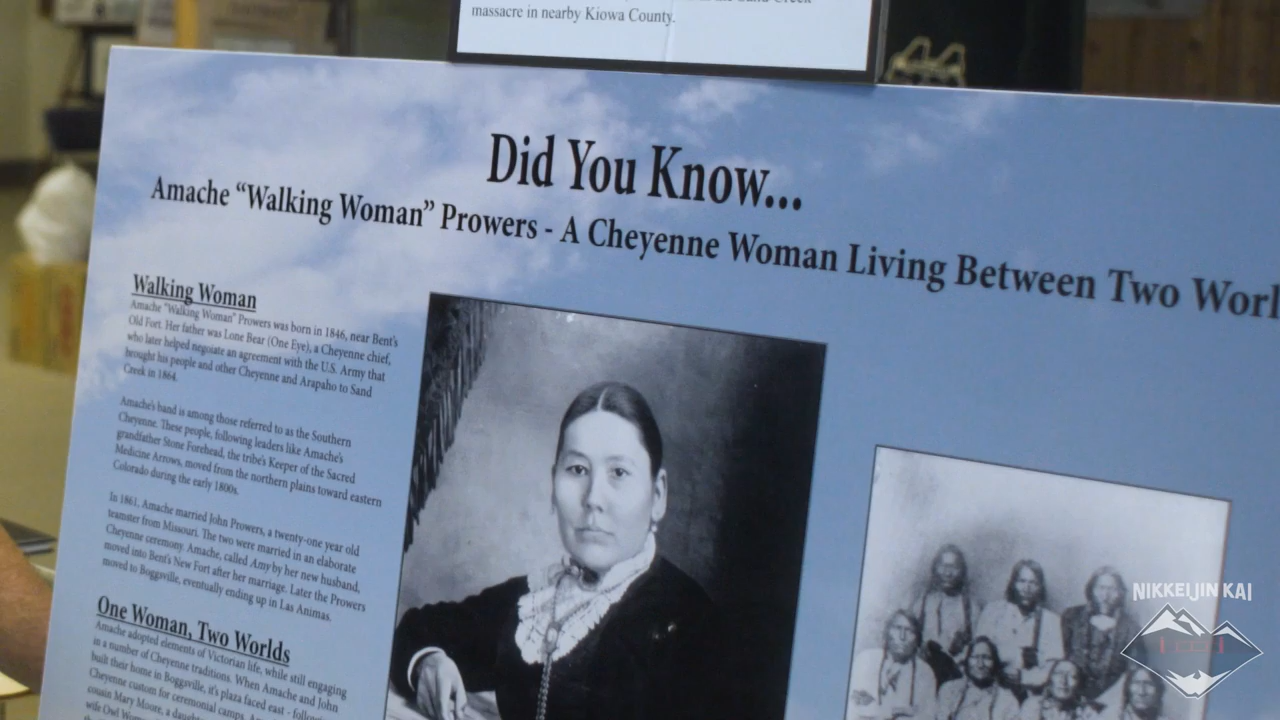 massacre in nearby Kiowa County.
Did You Know...
Amache “Walking Woman” Prowers - A Cheyenne Woman Living Between Two Worl
Walking Woman
Amache "Walking Woman" Prowers was born in 1846, near Bent's
Old Fort. Her father was Lone Bear (One Eye), a Cheyenne chief,
who later helped negoiate an agreement with the U.S. Army that
brought his people and other Cheyenne and Arapaho to Sand
Creek in 1864.
Amache's band is among those referred to as the Southern
Cheyenne. These people, following leaders like Amache's
grandfather Stone Forehead, the tribe's Keeper of the Sacred
Medicine Arrows, moved from the northern plains toward eastern
Colorado during the early 1800s.
In 1861, Amache married John Prowers, a twenty-one year old
teamster from Missouri. The two were married in an elaborate
Cheyenne ceremony. Amache, called Amy by her new husband,
moved into Bent's New Fort after her marriage. Later the Prowers
moved to Boggsville, eventually ending up in Las Animas.
One Woman, Two Worlds
Amache adopted elements of Victorian life, while still engaging
in a number of Cheyenne traditions. When Amache and John
built their home in Boggsville, it's plaza faced east - follo
Cheyenne custom for ceremonial camps.
cousin Mary Moore, a daught
wife Owl Wom
NIKKEIJIN KAI